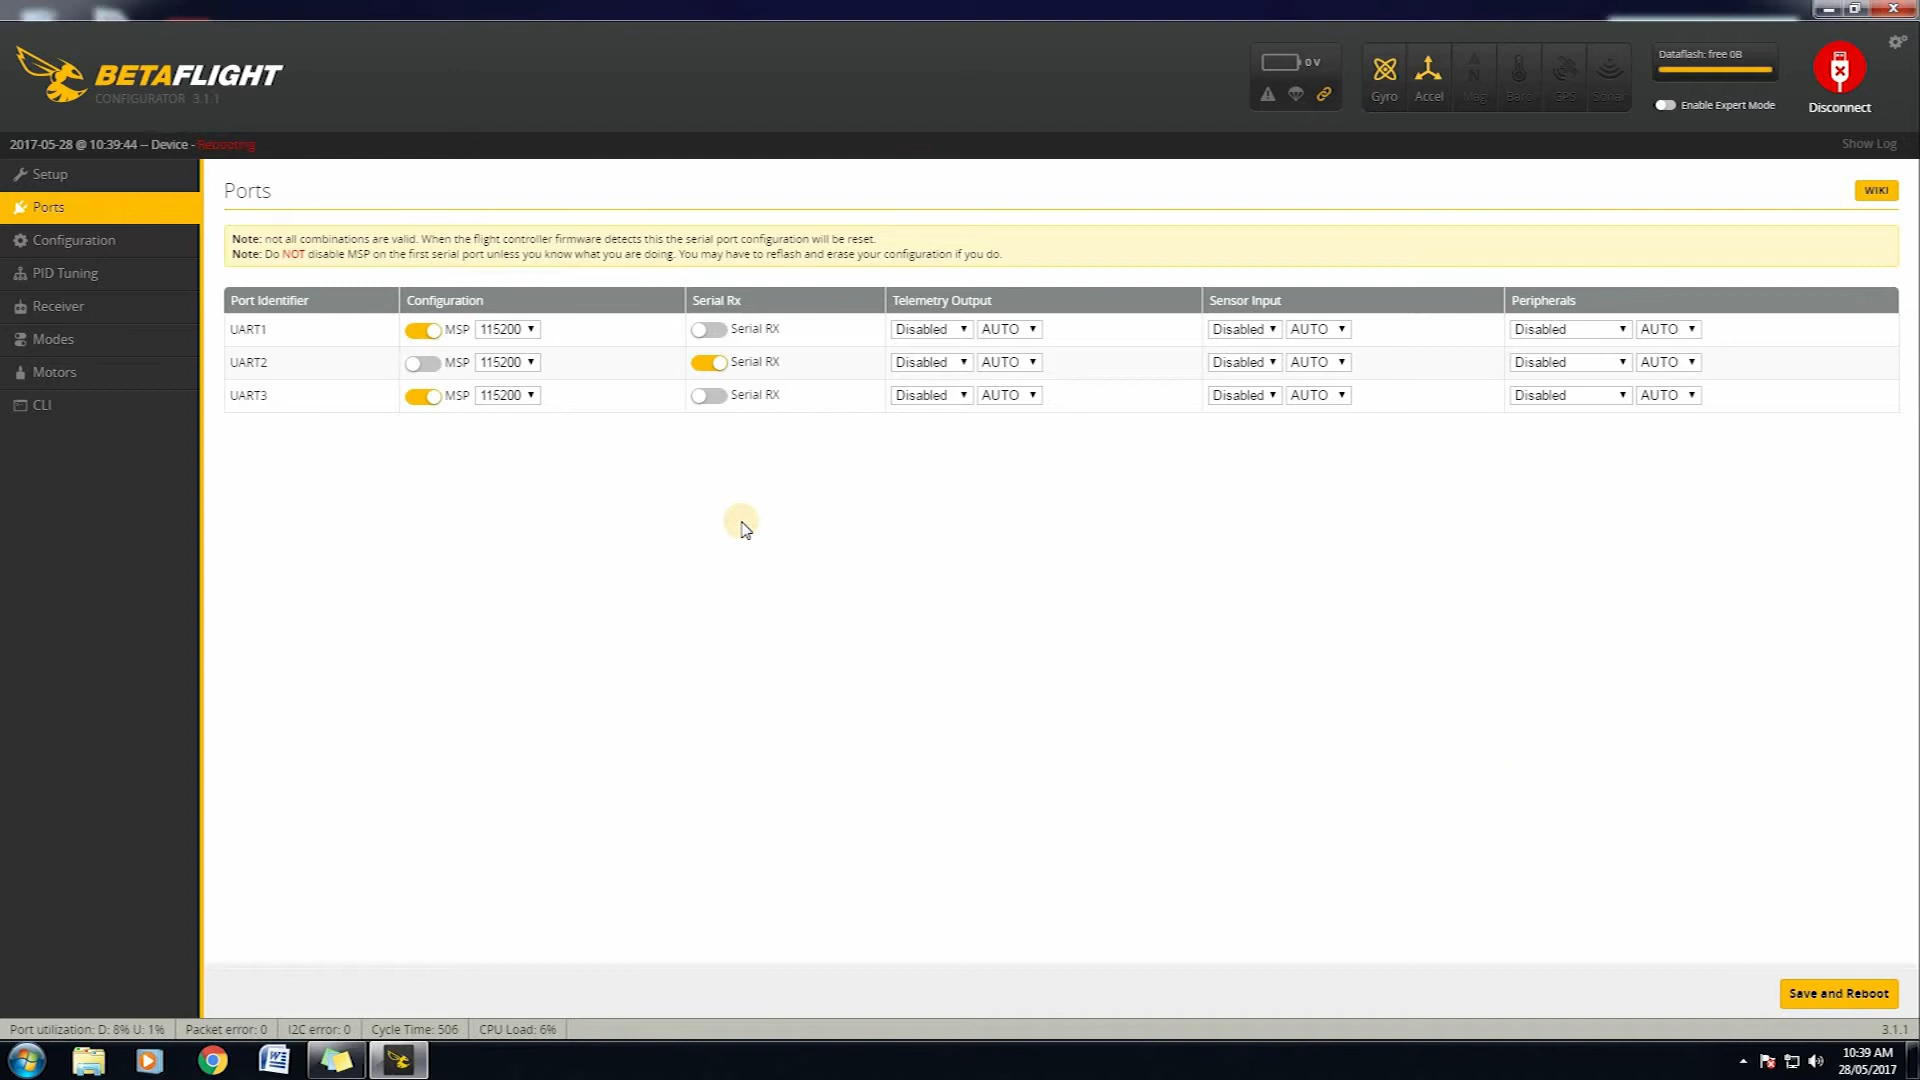 BETAFLIGHT
CONFIGURATOR 3.1.1
0 V
Gyro
Accel
Mag
Baro
GPS
Sonar
Dataflash: free 0B
Enable Expert Mode
Disconnect
2017-05-28 @ 10:39:44 -- Device - Rebooting
Show Log
Setup
Ports
Configuration
PID Tuning
Receiver
Modes
Motors
CLI
Ports
WIKI
Note: not all combinations are valid. When the flight controller firmware detects this the serial port configuration will be reset.
Note: Do NOT disable MSP on the first serial port unless you know what you are doing. You may have to reflash and erase your configuration if you do.
Port Identifier Configuration Serial Rx Telemetry Output Sensor Input Peripherals
UART1 MSP 115200 Serial RX Disabled AUTO Disabled AUTO Disabled AUTO
UART2 MSP 115200 Serial RX Disabled AUTO Disabled AUTO Disabled AUTO
UART3 MSP 115200 Serial RX Disabled AUTO Disabled AUTO Disabled AUTO
Save and Reboot
Port utilization: D: 8% U: 1% Packet error: 0 I2C error: 0 Cycle Time: 506 CPU Load: 6% 3.1.1
10:39 AM
28/05/2017